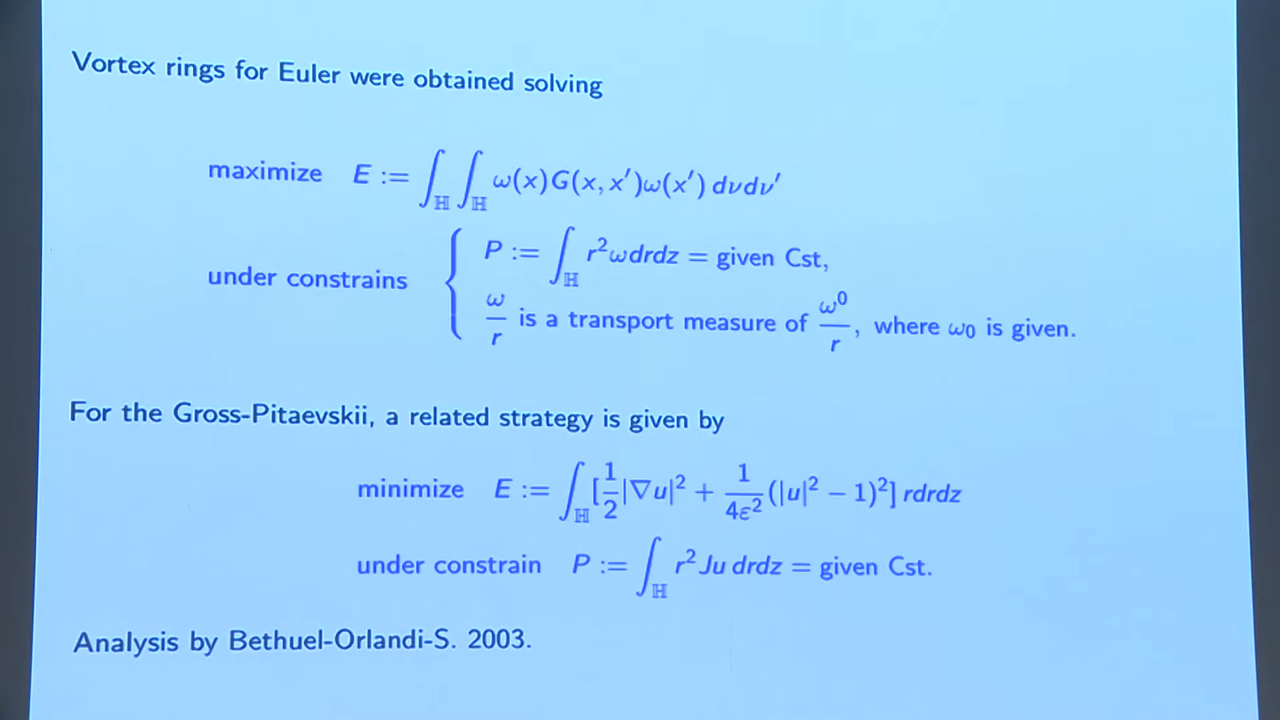 Vortex rings for Euler were obtained solving
maximize E := ∫_ℍ ∫_ℍ ω(x)G(x, x′)ω(x′) dνdν′
under constrains { P := ∫_ℍ r²ωdrdz = given Cst,
ω/r is a transport measure of ω⁰/r, where ω₀ is given.
For the Gross-Pitaevskii, a related strategy is given by
minimize E := ∫_ℍ [½|∇u|² + 1/4ε² (|u|² − 1)²] rdrdz
under constrain P := ∫_ℍ r² Ju drdz = given Cst.
Analysis by Bethuel-Orlandi-S. 2003.